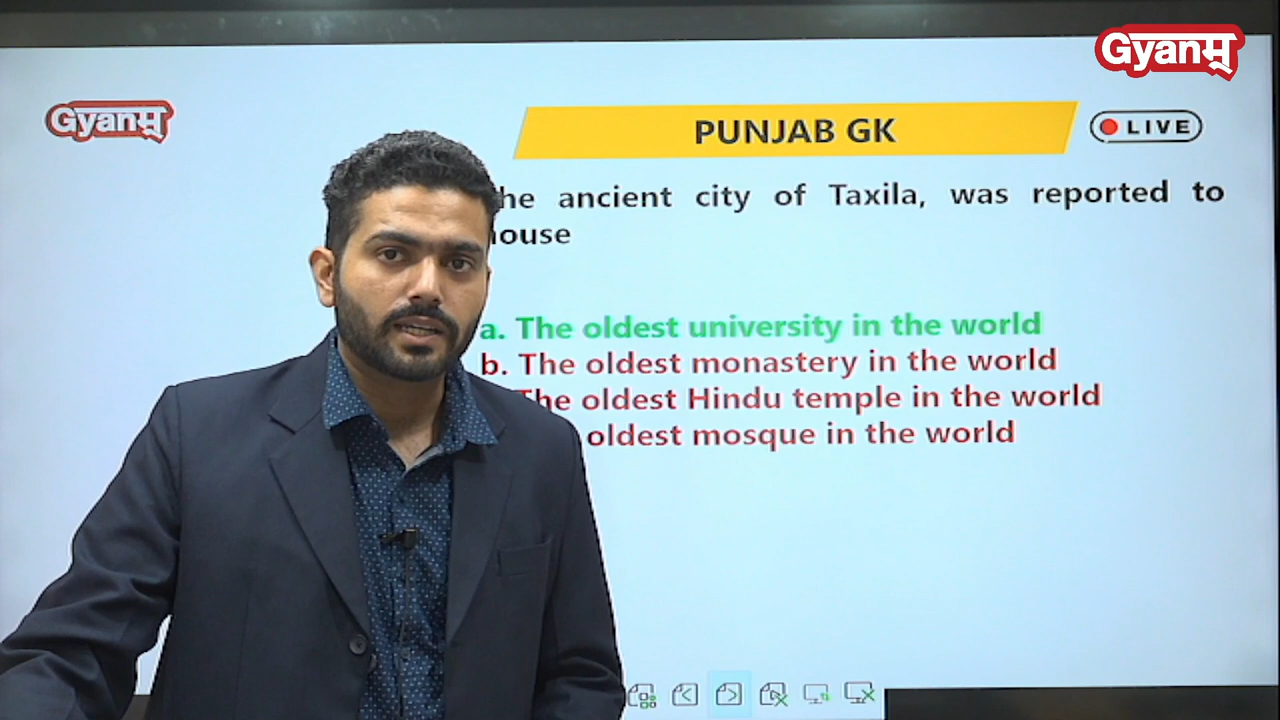 Gyanम्
Gyanम्
PUNJAB GK
LIVE
he ancient city of Taxila, was reported to
ouse
a. The oldest university in the world
b. The oldest monastery in the world
The oldest Hindu temple in the world
oldest mosque in the world